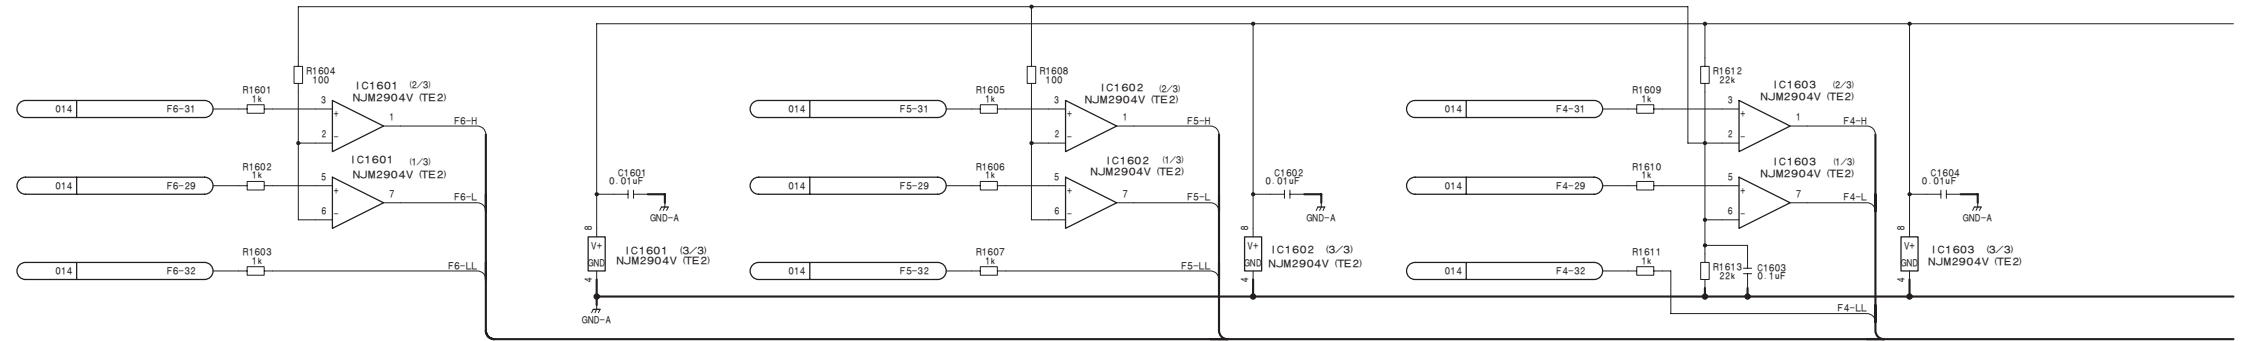 R1604
100
IC1601 (2/3)
NJM2904V (TE2)
R1601
1k
014 F6-31
3
+
2
-
1
F6-H
IC1601 (1/3)
NJM2904V (TE2)
R1602
1k
014 F6-29
5
+
6
-
7
F6-L
R1603
1k
014 F6-32
F6-LL
C1601
0.01uF
GND-A
8
V+
GND
4
IC1601 (3/3)
NJM2904V (TE2)
GND-A
R1608
100
IC1602 (2/3)
NJM2904V (TE2)
R1605
1k
014 F5-31
3
+
2
-
1
F5-H
IC1602 (1/3)
NJM2904V (TE2)
R1606
1k
014 F5-29
5
+
6
-
7
F5-L
R1607
1k
014 F5-32
F5-LL
C1602
0.01uF
GND-A
8
V+
GND
4
IC1602 (3/3)
NJM2904V (TE2)
R1612
22k
IC1603 (2/3)
NJM2904V (TE2)
R1609
1k
014 F4-31
3
+
2
-
1
F4-H
IC1603 (1/3)
NJM2904V (TE2)
R1610
1k
014 F4-29
5
+
6
-
7
F4-L
R1611
1k
014 F4-32
R1613
22k
C1603
0.1uF
F4-LL
C1604
0.01uF
GND-A
8
V+
GND
4
IC1603 (3/3)
NJM2904V (TE2)